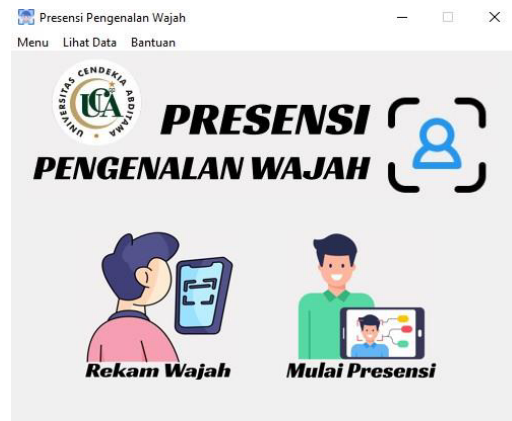 Presensi Pengenalan Wajah
Menu Lihat Data Bantuan
UNIVERSITAS CENDEKIA ABDITAMA
UCA
PRESENSI
PENGENALAN WAJAH
Rekam Wajah
Mulai Presensi